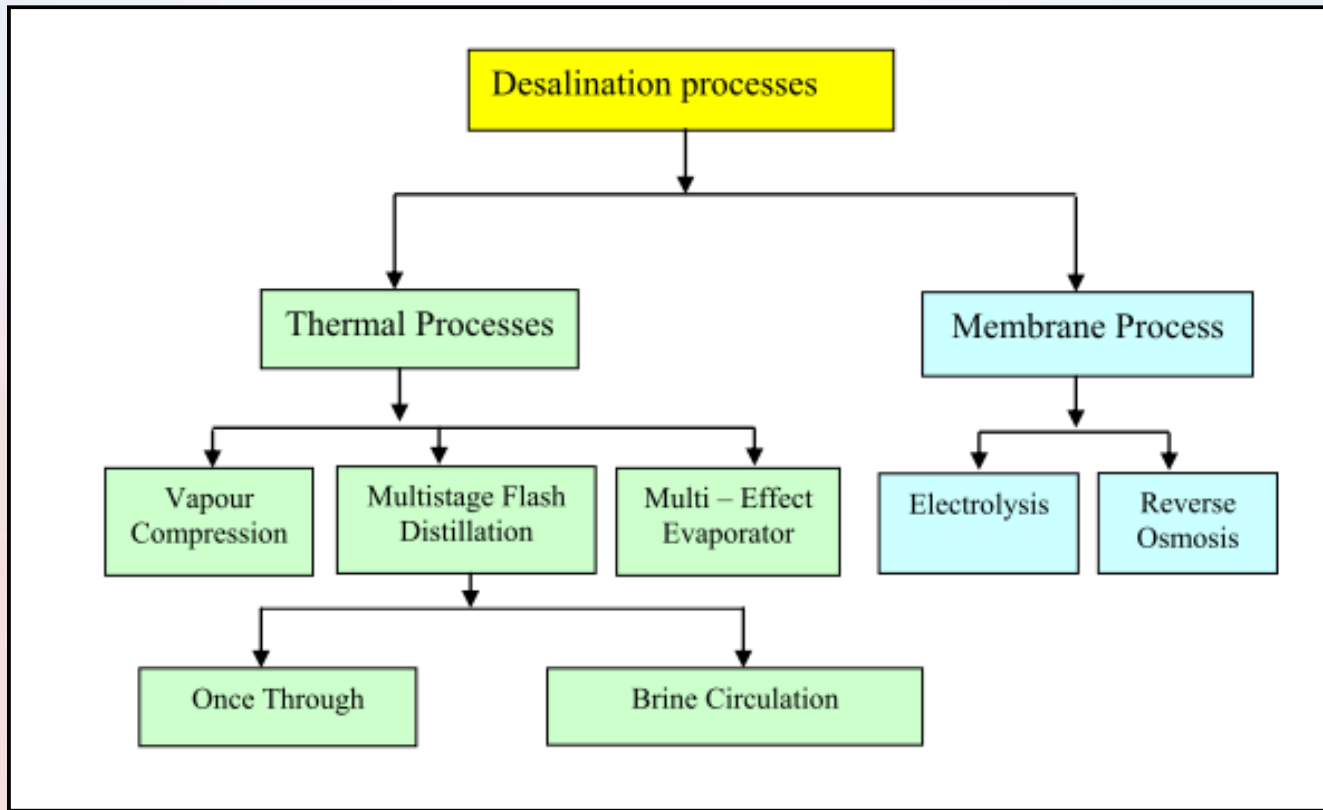 Desalination processes
Thermal Processes
Membrane Process
Vapour
Compression
Multistage Flash
Distillation
Multi – Effect
Evaporator
Electrolysis
Reverse
Osmosis
Once Through
Brine Circulation